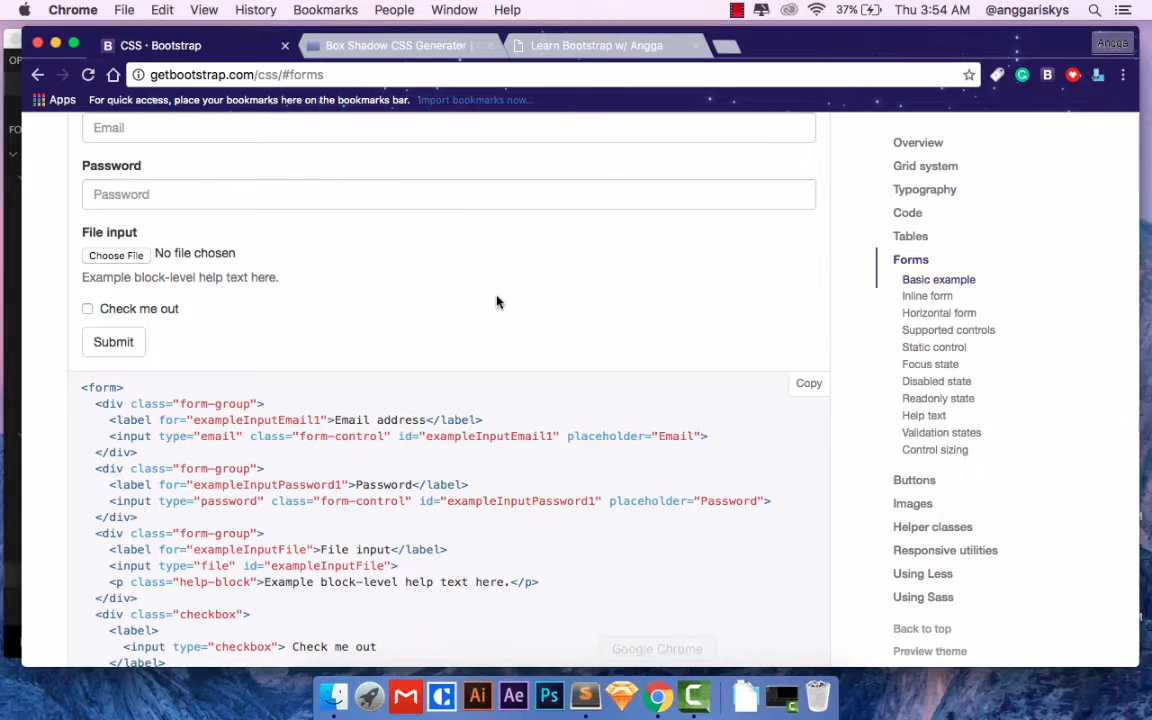 Chrome File Edit View History Bookmarks People Window Help 37% Thu 3:54 AM @anggariskys
CSS · Bootstrap Box Shadow CSS Generator | Learn Bootstrap w/ Angga Angga
getbootstrap.com/css/#forms
Apps For quick access, place your bookmarks here on the bookmarks bar. Import bookmarks now...
Email
Password
Password
File input
Choose File No file chosen
Example block-level help text here.
Check me out
Submit
Copy
<form>
<div class="form-group">
<label for="exampleInputEmail1">Email address</label>
<input type="email" class="form-control" id="exampleInputEmail1" placeholder="Email">
</div>
<div class="form-group">
<label for="exampleInputPassword1">Password</label>
<input type="password" class="form-control" id="exampleInputPassword1" placeholder="Password">
</div>
<div class="form-group">
<label for="exampleInputFile">File input</label>
<input type="file" id="exampleInputFile">
<p class="help-block">Example block-level help text here.</p>
</div>
<div class="checkbox">
<label>
<input type="checkbox"> Check me out
</label>
Overview
Grid system
Typography
Code
Tables
Forms
Basic example
Inline form
Horizontal form
Supported controls
Static control
Focus state
Disabled state
Readonly state
Help text
Validation states
Control sizing
Buttons
Images
Helper classes
Responsive utilities
Using Less
Using Sass
Back to top
Preview theme
Google Chrome
Ai Ae Ps S C